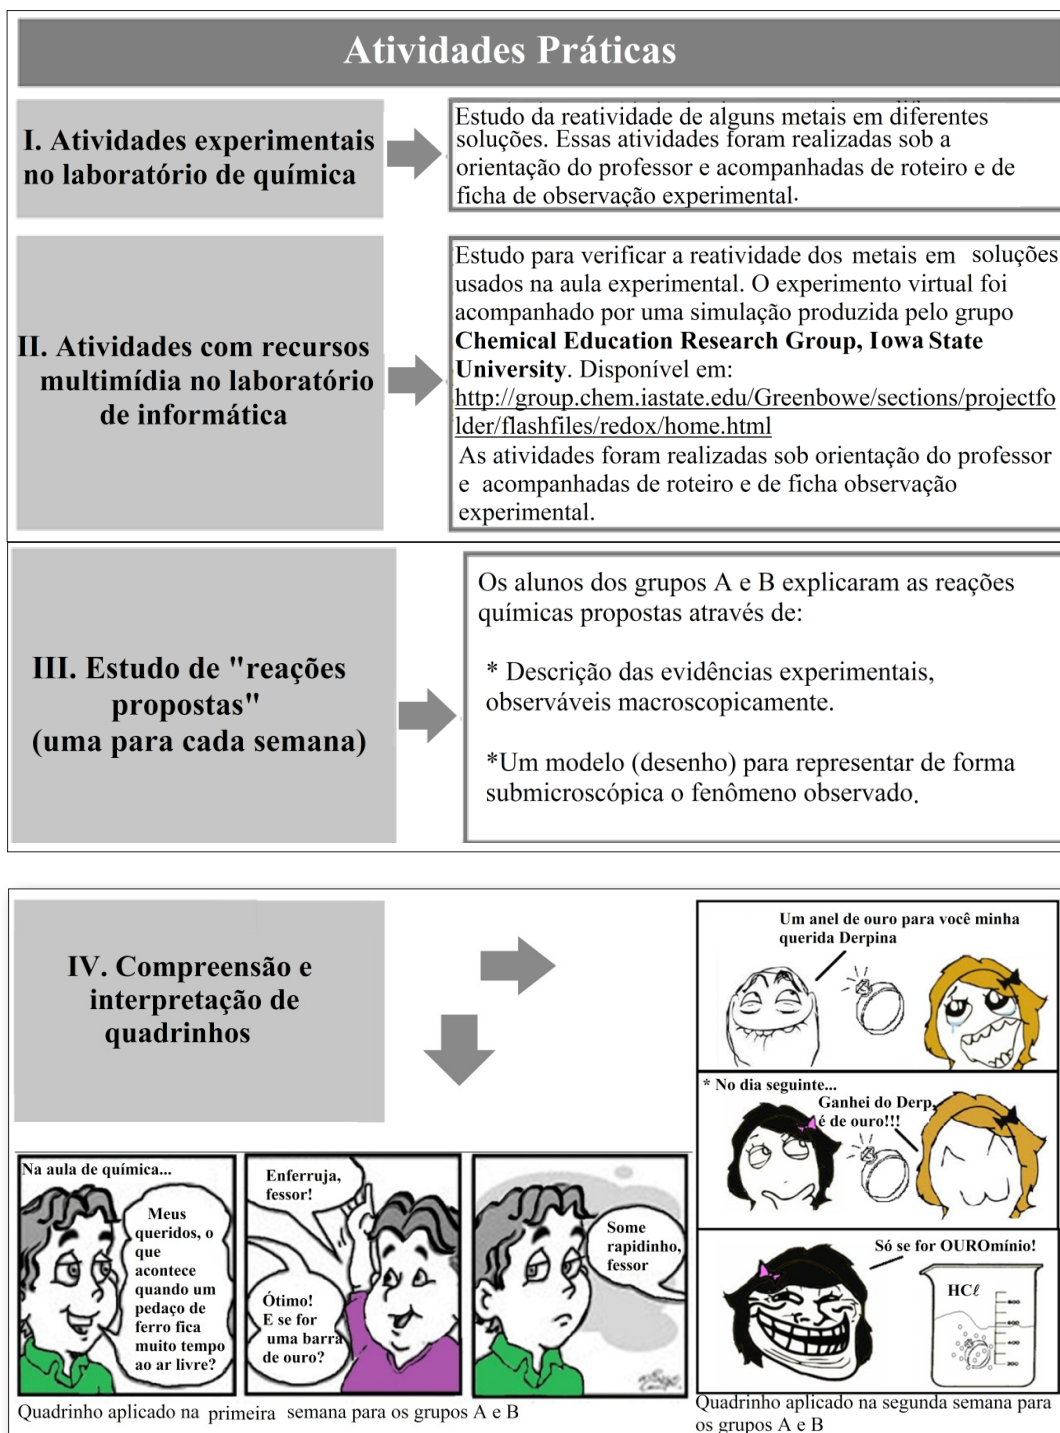 Atividades Práticas
I. Atividades experimentais
no laboratório de química
Estudo da reatividade de alguns metais em diferentes
soluções. Essas atividades foram realizadas sob a
orientação do professor e acompanhadas de roteiro e de
ficha de observação experimental.
II. Atividades com recursos
multimídia no laboratório
de informática
Estudo para verificar a reatividade dos metais em soluções
usados na aula experimental. O experimento virtual foi
acompanhado por uma simulação produzida pelo grupo
Chemical Education Research Group, Iowa State
University. Disponível em:
http://group.chem.iastate.edu/Greenbowe/sections/projectfo
lder/flashfiles/redox/home.html
As atividades foram realizadas sob orientação do professor
e acompanhadas de roteiro e de ficha observação
experimental.
III. Estudo de "reações
propostas"
(uma para cada semana)
Os alunos dos grupos A e B explicaram as reações
químicas propostas através de:
* Descrição das evidências experimentais,
observáveis macroscopicamente.
*Um modelo (desenho) para representar de forma
submicroscópica o fenômeno observado.
IV. Compreensão e
interpretação de
quadrinhos
Um anel de ouro para você minha
querida Derpina
* No dia seguinte...
Ganhei do Derp,
é de ouro!!!
Só se for OUROmínio!
HCℓ
800
600
400
200
Quadrinho aplicado na segunda semana para
os grupos A e B
Na aula de química...
Meus
queridos, o
que
acontece
quando um
pedaço de
ferro fica
muito tempo
ao ar livre?
Enferruja,
fessor!
Ótimo!
E se for
uma barra
de ouro?
Some
rapidinho,
fessor
Quadrinho aplicado na primeira semana para os grupos A e B